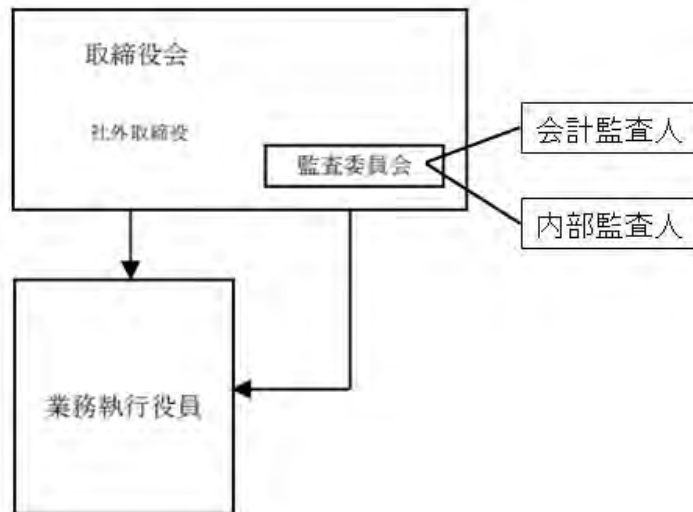 取締役会
社外取締役
監査委員会
会計監査人
内部監査人
業務執行役員